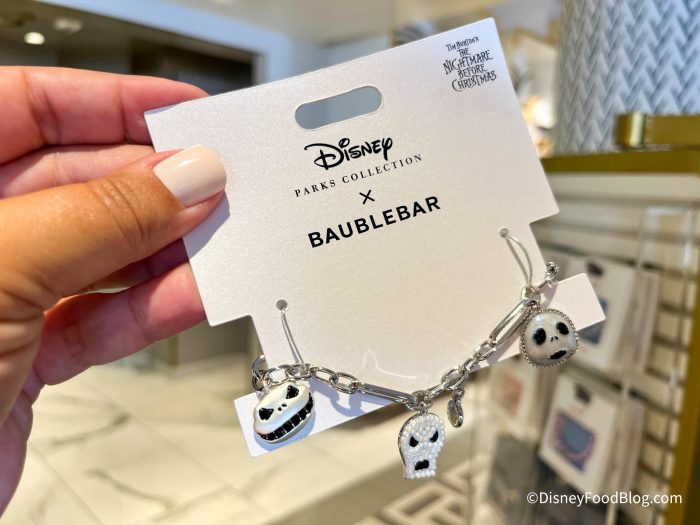 TIM BURTON'S
THE
NIGHTMARE
BEFORE
CHRISTMAS
Disney
PARKS COLLECTION
×
BAUBLEBAR
©DisneyFoodBlog.com